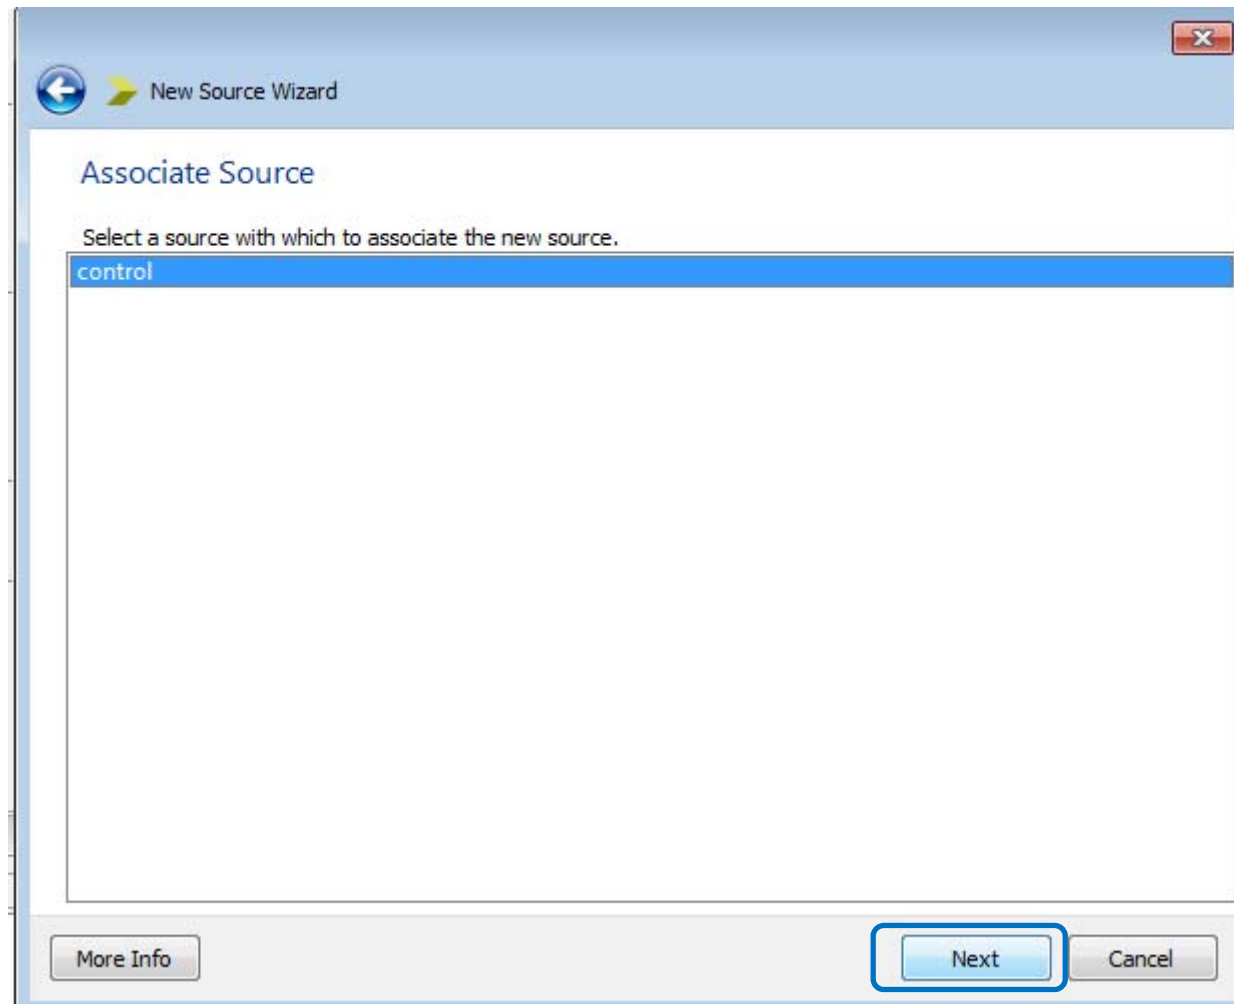 New Source Wizard
Associate Source
Select a source with which to associate the new source.
control
More Info
Next
Cancel